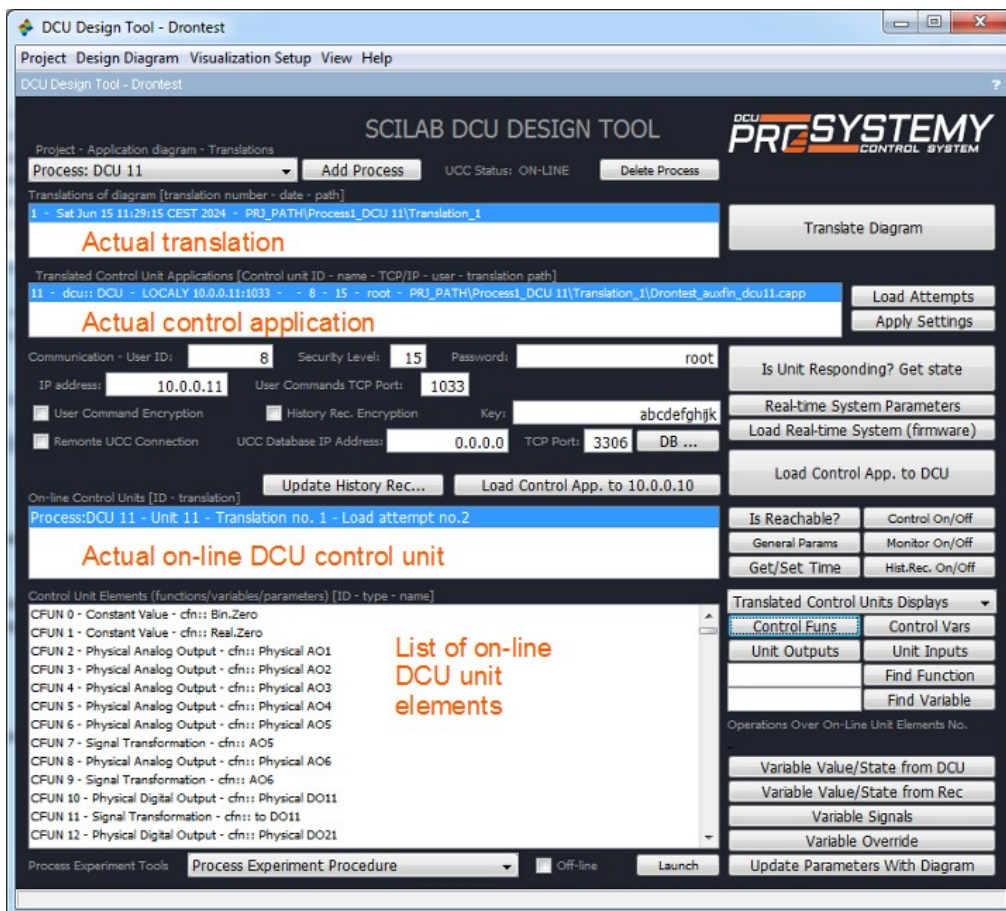 DCU Design Tool - Drontest
Project Design Diagram Visualization Setup View Help
DCU Design Tool - Drontest ?
SCILAB DCU DESIGN TOOL
DCU
PROSYSTEMY
CONTROL SYSTEM
Project - Application diagram - Translations
Process: DCU 11 Add Process UCC Status: ON-LINE Delete Process
Translations of diagram [translation number - date - path]
1 - Sat Jun 15 11:29:15 CEST 2024 - PRJ_PATH\Process1_DCU 11\Translation_1
Actual translation
Translate Diagram
Translated Control Unit Applications [Control unit ID - name - TCP/IP - user - translation path]
11 - dcu:: DCU - LOCALY 10.0.0.11:1033 - - 8 - 15 - root - PRJ_PATH\Process1_DCU 11\Translation_1\Drontest_auxfin_dcu11.capp
Actual control application
Load Attempts
Apply Settings
Communication - User ID: 8 Security Level: 15 Password: root
IP address: 10.0.0.11 User Commands TCP Port: 1033
Is Unit Responding? Get state
User Command Encryption History Rec. Encryption Key: abcdefghijk
Real-time System Parameters
Remonte UCC Connection UCC Database IP Address: 0.0.0.0 TCP Port: 3306 DB ...
Load Real-time System (firmware)
Update History Rec... Load Control App. to 10.0.0.10
Load Control App. to DCU
On-line Control Units [ID - translation]
Process:DCU 11 - Unit 11 - Translation no. 1 - Load attempt no.2
Actual on-line DCU control unit
Is Reachable? Control On/Off
General Params Monitor On/Off
Get/Set Time Hist.Rec. On/Off
Control Unit Elements (functions/variables/parameters) [ID - type - name]
CFUN 0 - Constant Value - cfn:: Bin.Zero
CFUN 1 - Constant Value - cfn:: Real.Zero
CFUN 2 - Physical Analog Output - cfn:: Physical AO1
CFUN 3 - Physical Analog Output - cfn:: Physical AO2
CFUN 4 - Physical Analog Output - cfn:: Physical AO3
CFUN 5 - Physical Analog Output - cfn:: Physical AO4
CFUN 6 - Physical Analog Output - cfn:: Physical AO5
CFUN 7 - Signal Transformation - cfn:: AO5
CFUN 8 - Physical Analog Output - cfn:: Physical AO6
CFUN 9 - Signal Transformation - cfn:: AO6
CFUN 10 - Physical Digital Output - cfn:: Physical DO11
CFUN 11 - Signal Transformation - cfn:: to DO11
CFUN 12 - Physical Digital Output - cfn:: Physical DO21
List of on-line
DCU unit
elements
Translated Control Units Displays
Control Funs Control Vars
Unit Outputs Unit Inputs
Find Function
Find Variable
Operations Over On-Line Unit Elements No.
-
Variable Value/State from DCU
Variable Value/State from Rec
Variable Signals
Variable Override
Process Experiment Tools Process Experiment Procedure Off-line Launch Update Parameters With Diagram